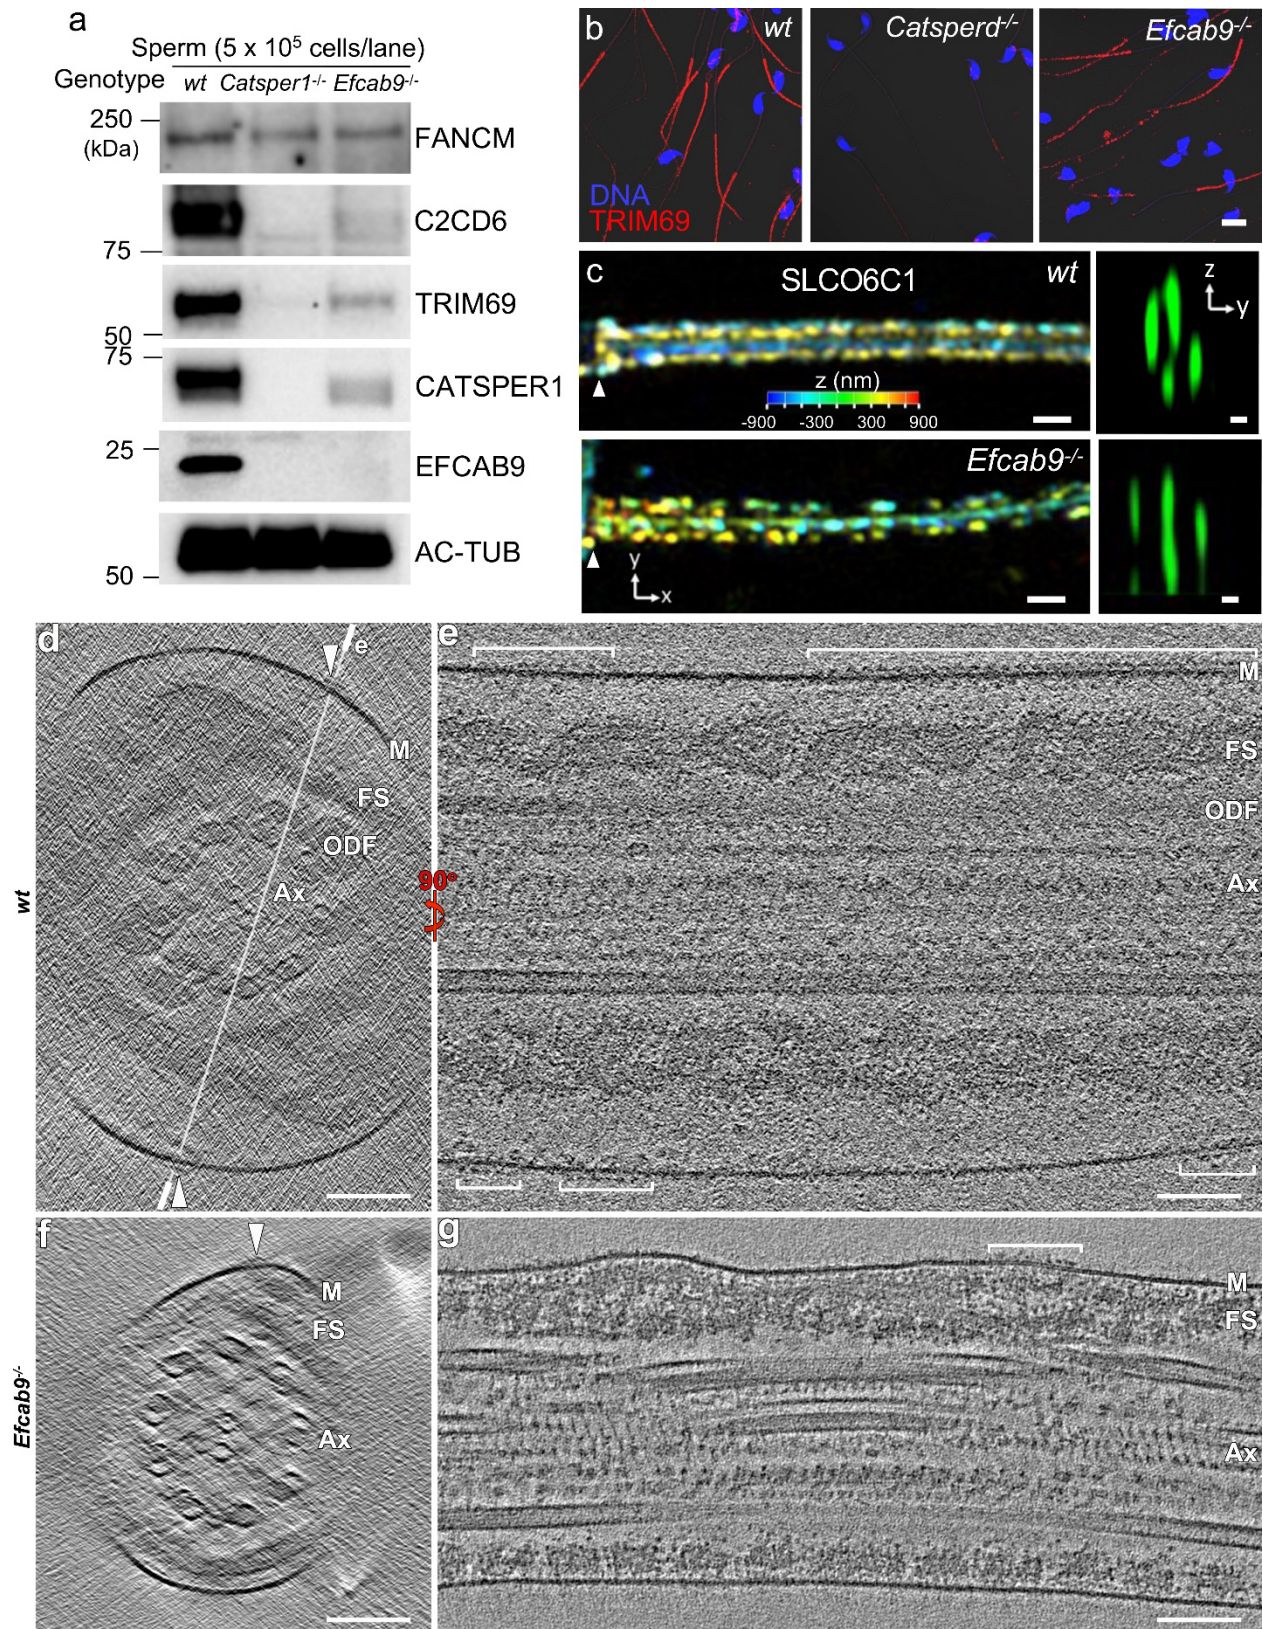 a
Sperm (5 x 10⁵ cells/lane)
Genotype wt Catsper1⁻/⁻ Efcab9⁻/⁻
250
(kDa)
FANCM
C2CD6
75
TRIM69
50
75
CATSPER1
25
EFCAB9
AC-TUB
50
b
wt
Catsperd⁻/⁻
Efcab9⁻/⁻
DNA
TRIM69
c
SLCO6C1
wt
z (nm)
-900 -300 300 900
z
y
Efcab9⁻/⁻
y
x
d
e
M
FS
ODF
Ax
wt
90°
e
M
FS
ODF
Ax
f
M
FS
Ax
Efcab9⁻/⁻
g
M
FS
Ax